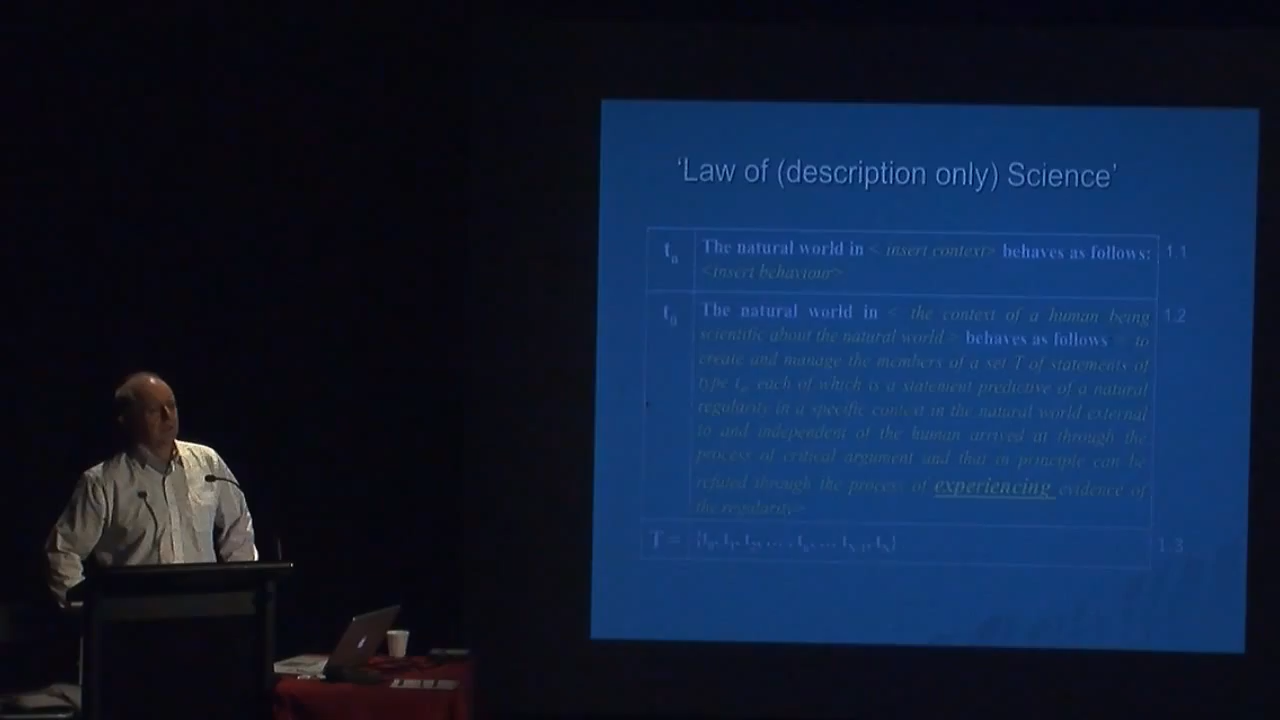 ‘Law of (description only) Science’
tn The natural world in < insert context> behaves as follows: 1.1
<insert behaviour>
t0 The natural world in < the context of a human being 1.2
scientific about the natural world > behaves as follows < to
create and manage the members of a set T of statements of
type tn each of which is a statement predictive of a natural
regularity in a specific context in the natural world external
to and independent of the human arrived at through the
process of critical argument and that in principle can be
refuted through the process of experiencing evidence of
the regularity>
T = 1.3